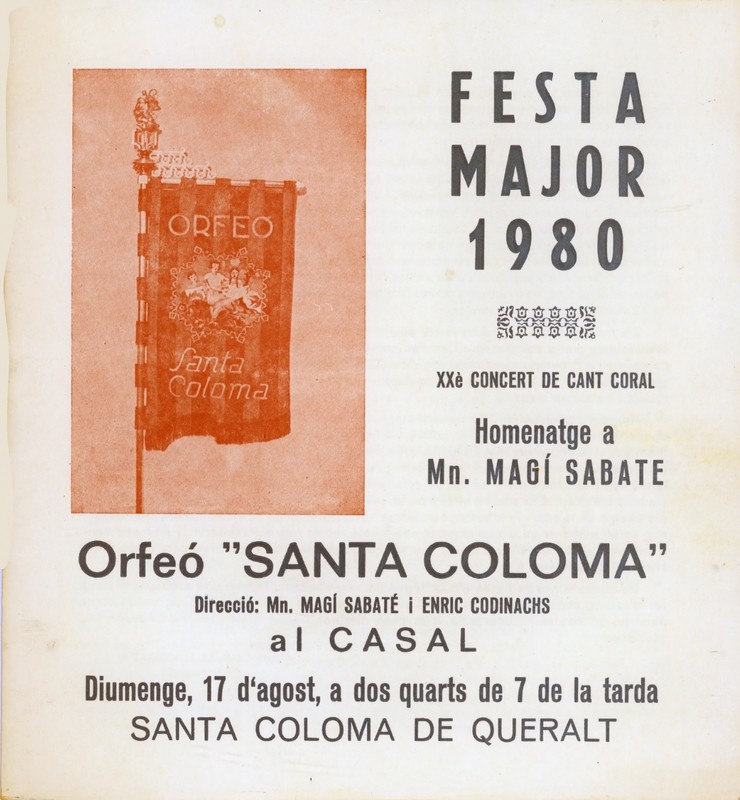 ORFEÓ
Santa
Coloma
FESTA
MAJOR
1980
XXè CONCERT DE CANT CORAL
Homenatge a
Mn. MAGÍ SABATE
Orfeó ”SANTA COLOMA”
Direcció: Mn. MAGÍ SABATÉ i ENRIC CODINACHS
al CASAL
Diumenge, 17 d‘agost, a dos quarts de 7 de la tarda
SANTA COLOMA DE QUERALT